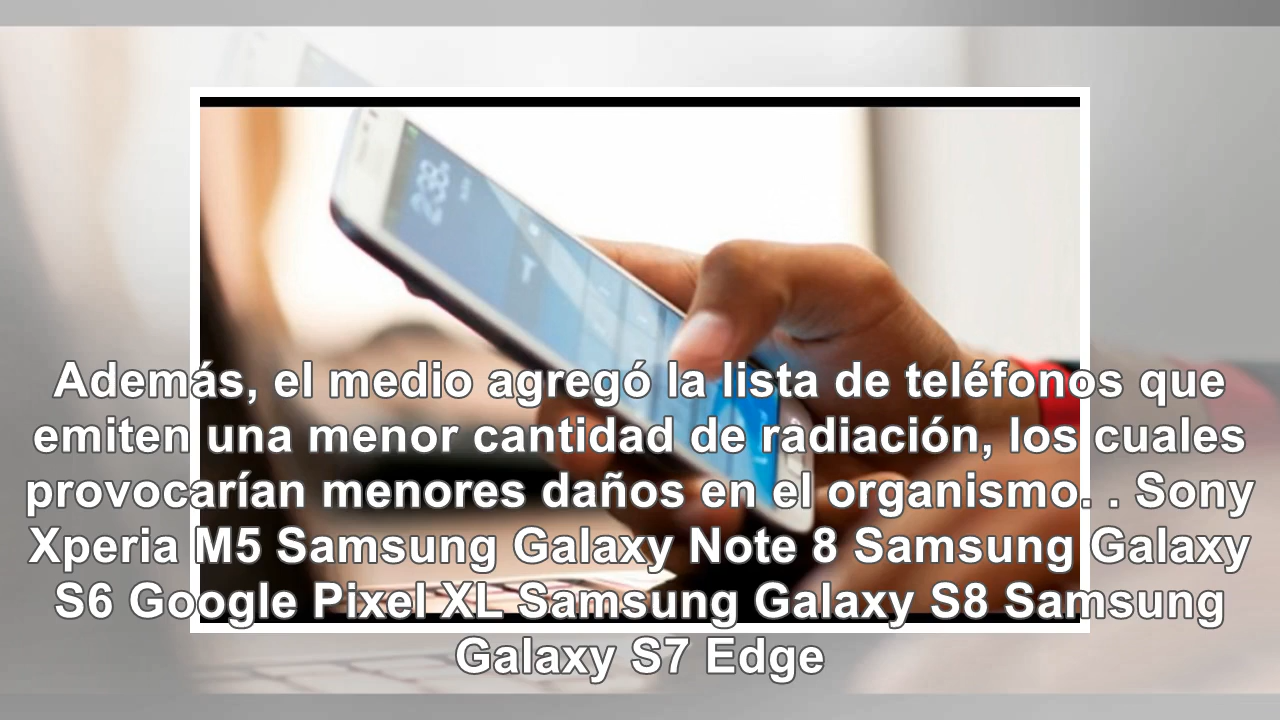 Además, el medio agregó la lista de teléfonos que
emiten una menor cantidad de radiación, los cuales
provocarían menores daños en el organismo. . Sony
Xperia M5 Samsung Galaxy Note 8 Samsung Galaxy
S6 Google Pixel XL Samsung Galaxy S8 Samsung
Galaxy S7 Edge